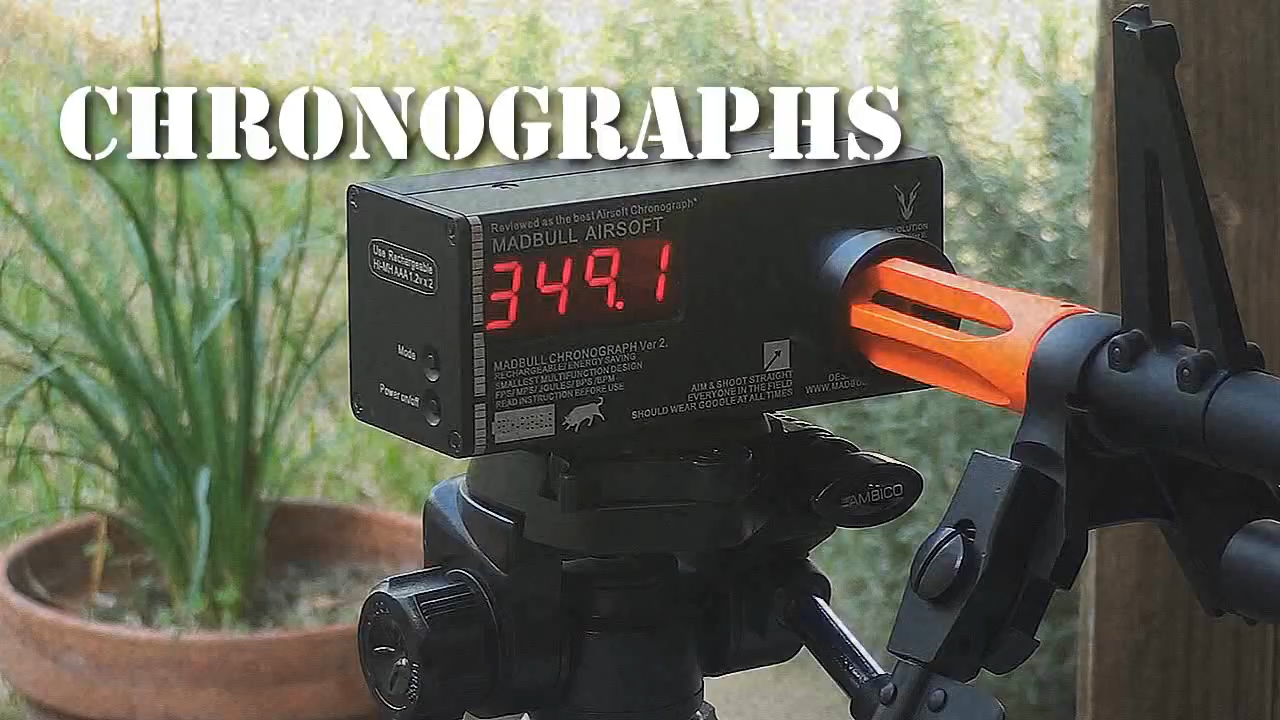 CHRONOGRAPHS
Reviewed as the best Airsoft Chronograph*
MADBULL AIRSOFT
349.1
Use Rechargeable
Hi-MH AAA 1.2v x 2
Mode
Power on/off
MADBULL CHRONOGRAPH Ver 2.
RECHARGEABLE/ENERGY SAVING
SMALLEST MULTIFUNCTION DESIGN
FPS/MPS/JOULES/BPS/BPM
READ INSTRUCTION BEFORE USE
AIM & SHOOT STRAIGHT
EVERYONE IN THE FIELD
SHOULD WEAR GOOGLE AT ALL TIMES
AMBICO